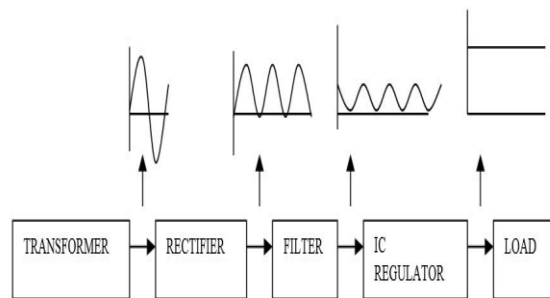 TRANSFORMER
RECTIFIER
FILTER
IC
REGULATOR
LOAD